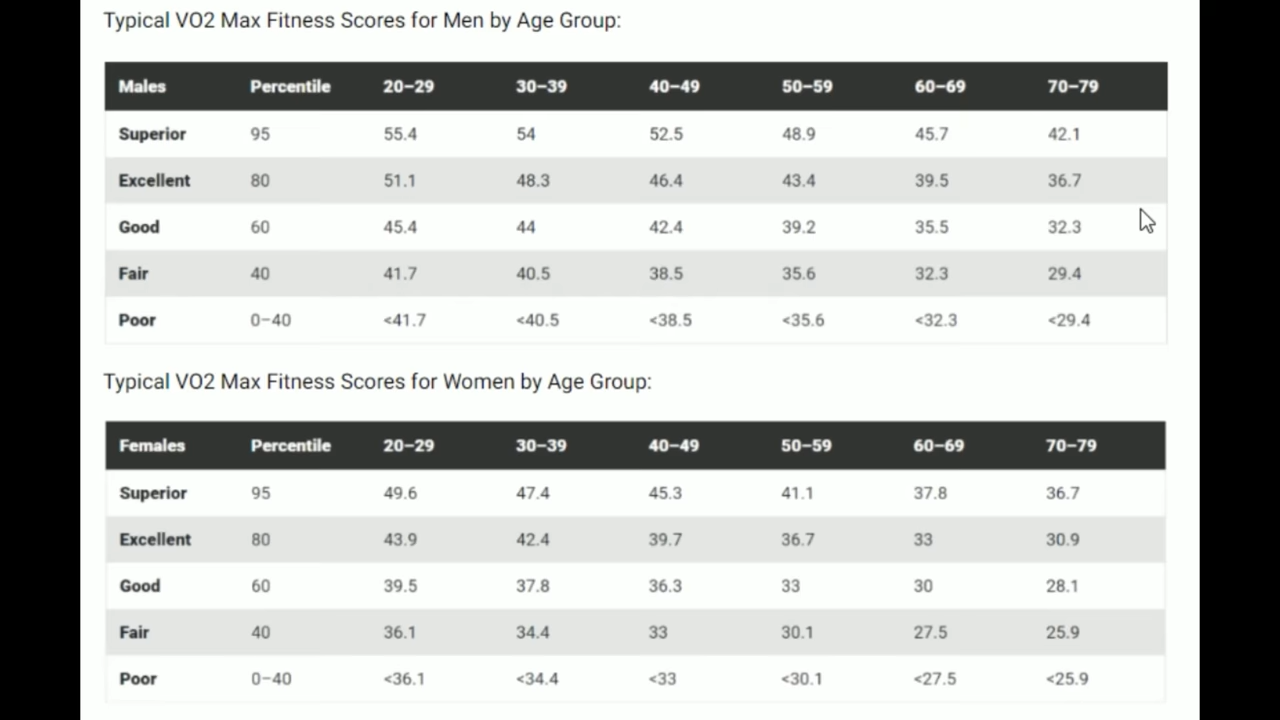 Typical VO2 Max Fitness Scores for Men by Age Group:
Males Percentile 20–29 30–39 40–49 50–59 60–69 70–79
Superior 95 55.4 54 52.5 48.9 45.7 42.1
Excellent 80 51.1 48.3 46.4 43.4 39.5 36.7
Good 60 45.4 44 42.4 39.2 35.5 32.3
Fair 40 41.7 40.5 38.5 35.6 32.3 29.4
Poor 0–40 <41.7 <40.5 <38.5 <35.6 <32.3 <29.4
Typical VO2 Max Fitness Scores for Women by Age Group:
Females Percentile 20–29 30–39 40–49 50–59 60–69 70–79
Superior 95 49.6 47.4 45.3 41.1 37.8 36.7
Excellent 80 43.9 42.4 39.7 36.7 33 30.9
Good 60 39.5 37.8 36.3 33 30 28.1
Fair 40 36.1 34.4 33 30.1 27.5 25.9
Poor 0–40 <36.1 <34.4 <33 <30.1 <27.5 <25.9